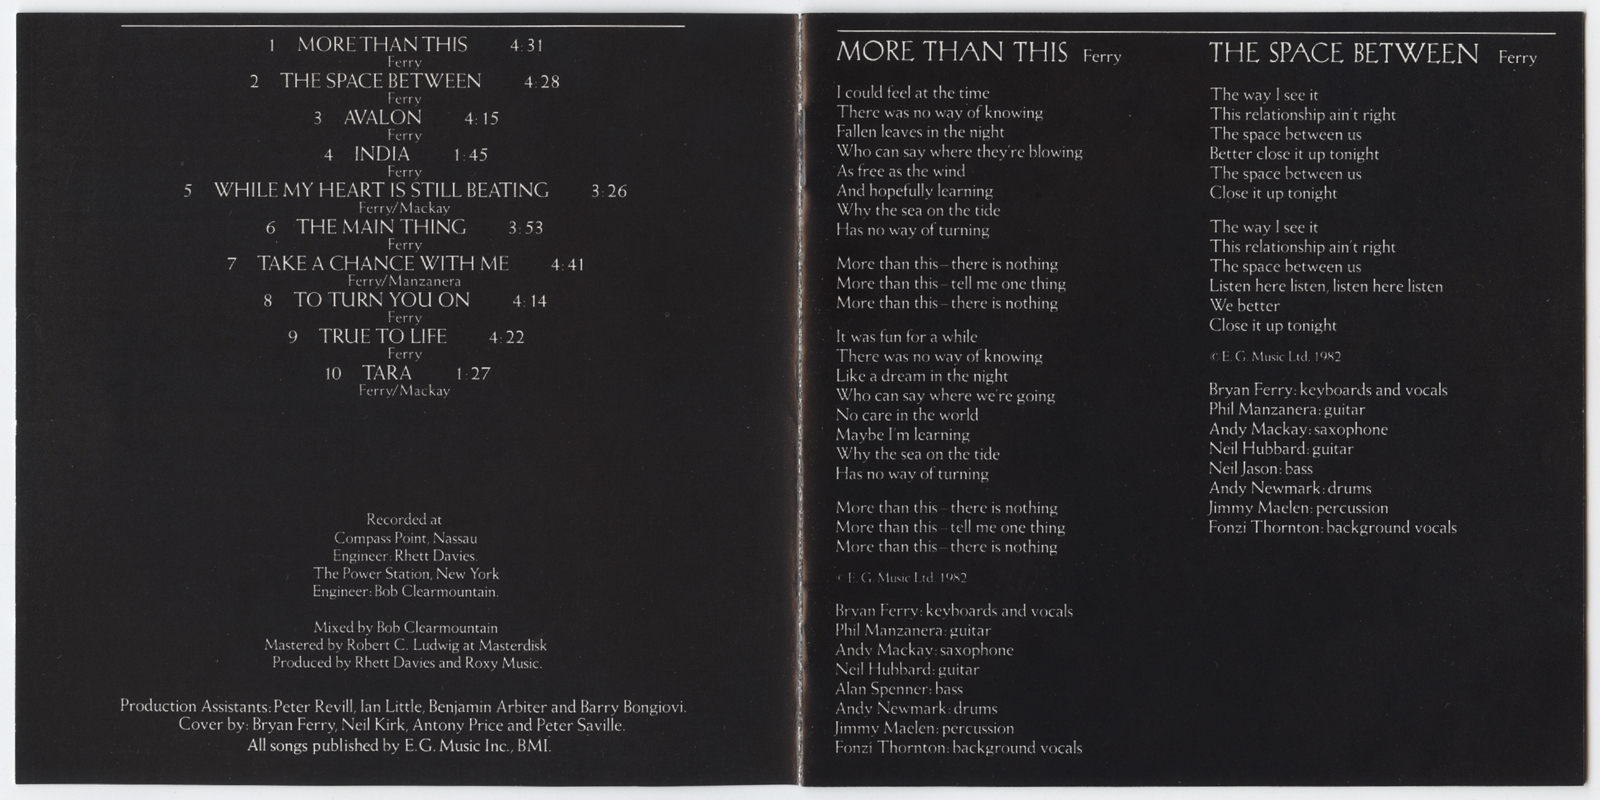 1 MORE THAN THIS 4:31
Ferry
2 THE SPACE BETWEEN 4:28
Ferry
3 AVALON 4:15
Ferry
4 INDIA 1:45
Ferry
5 WHILE MY HEART IS STILL BEATING 3:26
Ferry/Mackay
6 THE MAIN THING 3:53
Ferry
7 TAKE A CHANCE WITH ME 4:41
Ferry/Manzanera
8 TO TURN YOU ON 4:14
Ferry
9 TRUE TO LIFE 4:22
Ferry
10 TARA 1:27
Ferry/Mackay
Recorded at
Compass Point, Nassau
Engineer: Rhett Davies.
The Power Station, New York
Engineer: Bob Clearmountain.
Mixed by Bob Clearmountain
Mastered by Robert C. Ludwig at Masterdisk
Produced by Rhett Davies and Roxy Music.
Production Assistants: Peter Revill, Ian Little, Benjamin Arbiter and Barry Bongiovi.
Cover by: Bryan Ferry, Neil Kirk, Antony Price and Peter Saville.
All songs published by E.G. Music Inc., BMI.
MORE THAN THIS Ferry
I could feel at the time
There was no way of knowing
Fallen leaves in the night
Who can say where they're blowing
As free as the wind
And hopefully learning
Why the sea on the tide
Has no way of turning
More than this – there is nothing
More than this – tell me one thing
More than this – there is nothing
It was fun for a while
There was no way of knowing
Like a dream in the night
Who can say where we're going
No care in the world
Maybe I'm learning
Why the sea on the tide
Has no way of turning
More than this – there is nothing
More than this – tell me one thing
More than this – there is nothing
© E. G. Music Ltd. 1982
Bryan Ferry: keyboards and vocals
Phil Manzanera: guitar
Andy Mackay: saxophone
Neil Hubbard: guitar
Alan Spenner: bass
Andy Newmark: drums
Jimmy Maelen: percussion
Fonzi Thornton: background vocals
THE SPACE BETWEEN Ferry
The way I see it
This relationship ain't right
The space between us
Better close it up tonight
The space between us
Close it up tonight
The way I see it
This relationship ain't right
The space between us
Listen here listen, listen here listen
We better
Close it up tonight
© E. G. Music Ltd. 1982
Bryan Ferry: keyboards and vocals
Phil Manzanera: guitar
Andy Mackay: saxophone
Neil Hubbard: guitar
Neil Jason: bass
Andy Newmark: drums
Jimmy Maelen: percussion
Fonzi Thornton: background vocals